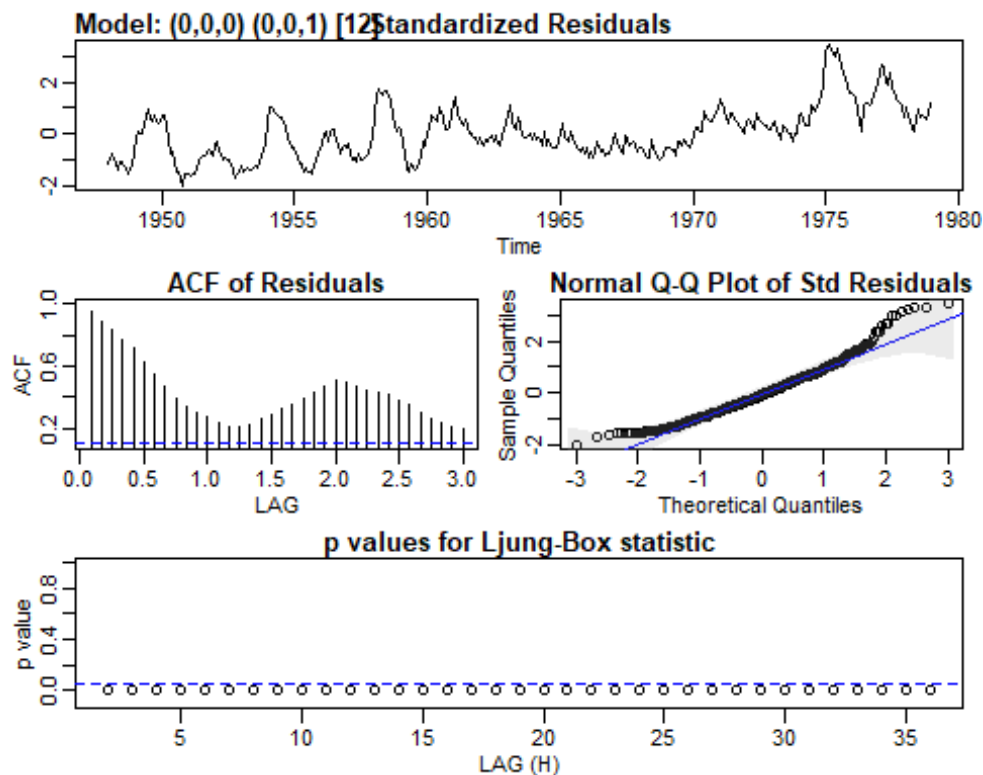 Model: (0,0,0) (0,0,1) [12] Standardized Residuals
2
0
-2
1950 1955 1960 1965 1970 1975 1980
Time
ACF of Residuals
1.0
0.6
0.2
ACF
0.0 0.5 1.0 1.5 2.0 2.5 3.0
LAG
Normal Q-Q Plot of Std Residuals
Sample Quantiles
2
0
-2
-3 -2 -1 0 1 2 3
Theoretical Quantiles
p values for Ljung-Box statistic
p value
0.8
0.4
0.0
5 10 15 20 25 30 35
LAG (H)